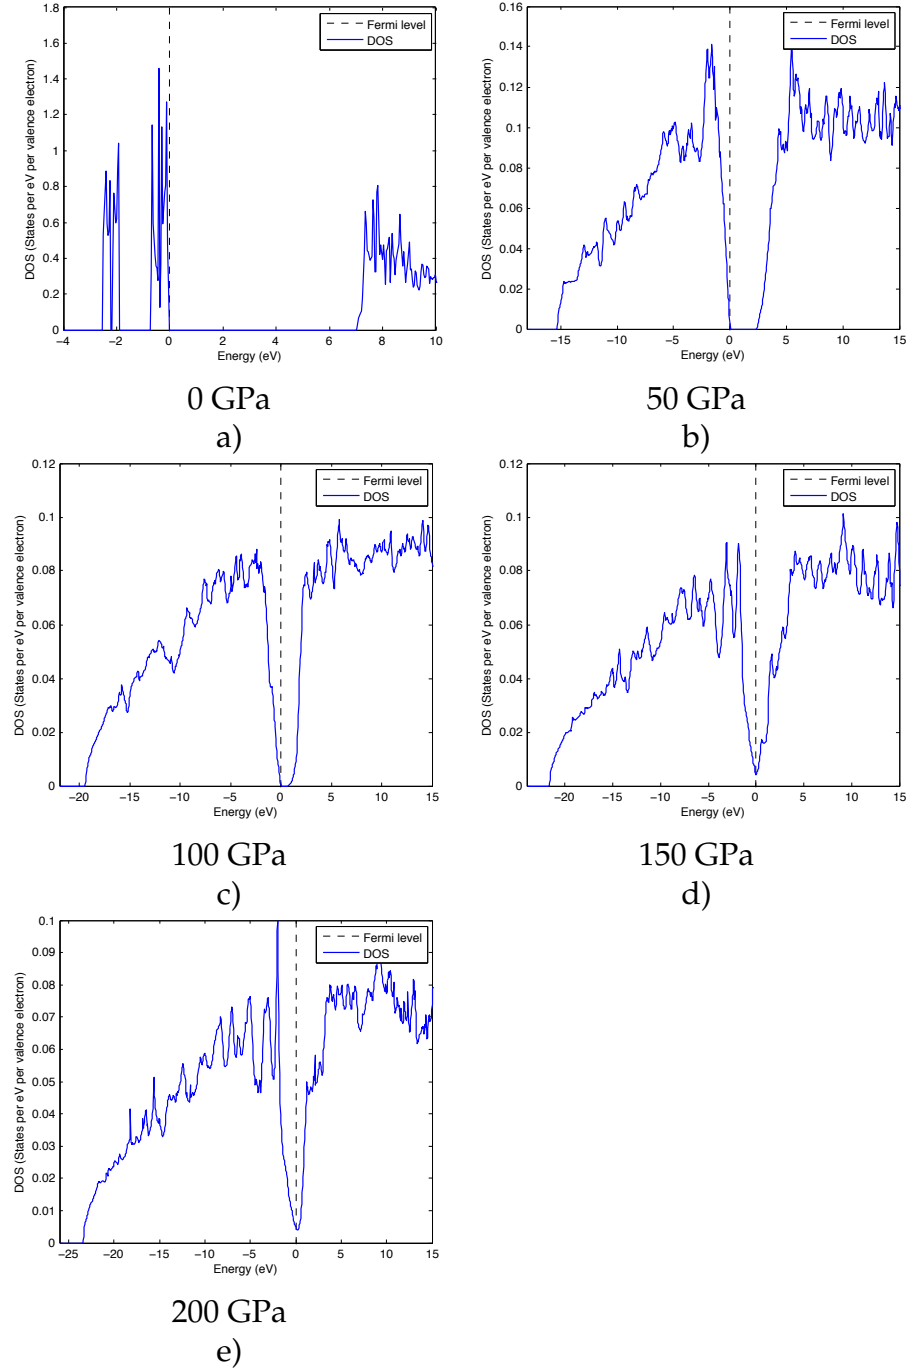 1.8
1.6
1.4
1.2
1
0.8
0.6
0.4
0.2
0
DOS (States per eV per valence electron)
Fermi level
DOS
−4 −2 0 2 4 6 8 10
Energy (eV)
0 GPa
a)
0.16
0.14
0.12
0.1
0.08
0.06
0.04
0.02
0
DOS (States per eV per valence electron)
Fermi level
DOS
−15 −10 −5 0 5 10 15
Energy (eV)
50 GPa
b)
0.12
0.1
0.08
0.06
0.04
0.02
0
DOS (States per eV per valence electron)
Fermi level
DOS
−20 −15 −10 −5 0 5 10 15
Energy (eV)
100 GPa
c)
0.12
0.1
0.08
0.06
0.04
0.02
0
DOS (States per eV per valence electron)
Fermi level
DOS
−20 −15 −10 −5 0 5 10 15
Energy (eV)
150 GPa
d)
0.1
0.09
0.08
0.07
0.06
0.05
0.04
0.03
0.02
0.01
0
DOS (States per eV per valence electron)
Fermi level
DOS
−25 −20 −15 −10 −5 0 5 10 15
Energy (eV)
200 GPa
e)